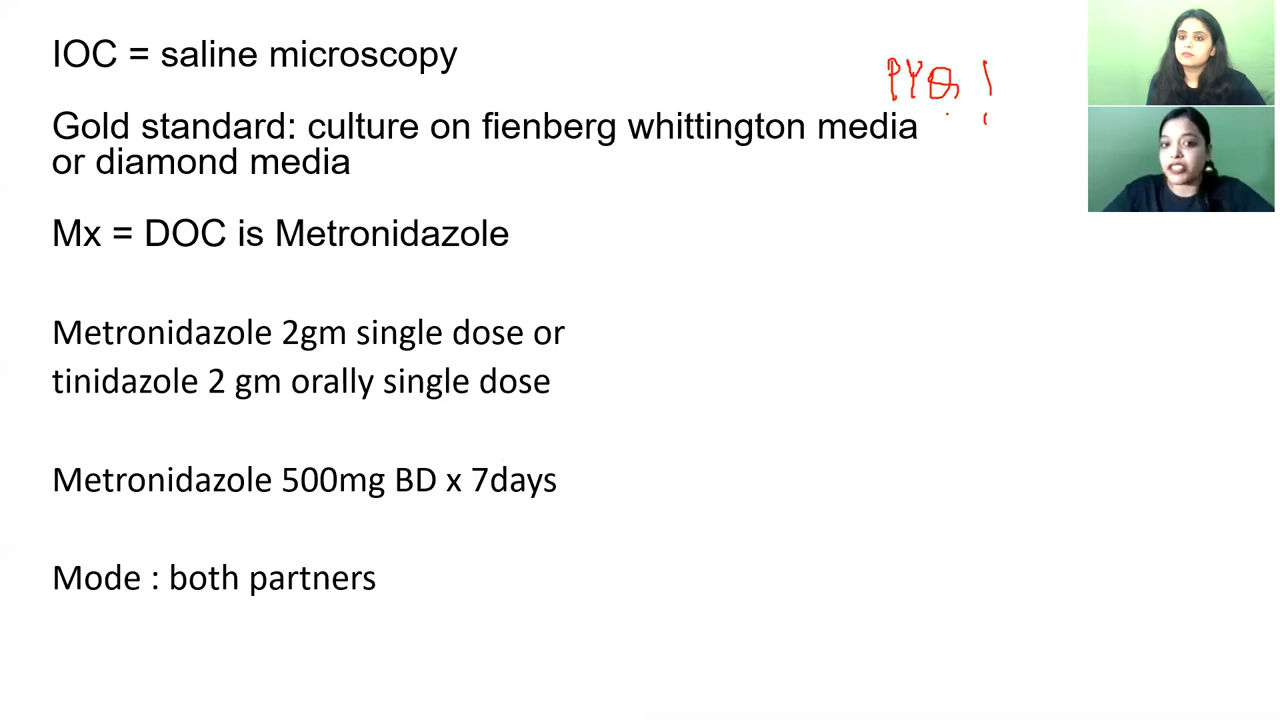 IOC = saline microscopy
PYQ !
Gold standard: culture on fienberg whittington media
or diamond media
Mx = DOC is Metronidazole
Metronidazole 2gm single dose or
tinidazole 2 gm orally single dose
Metronidazole 500mg BD x 7days
Mode : both partners